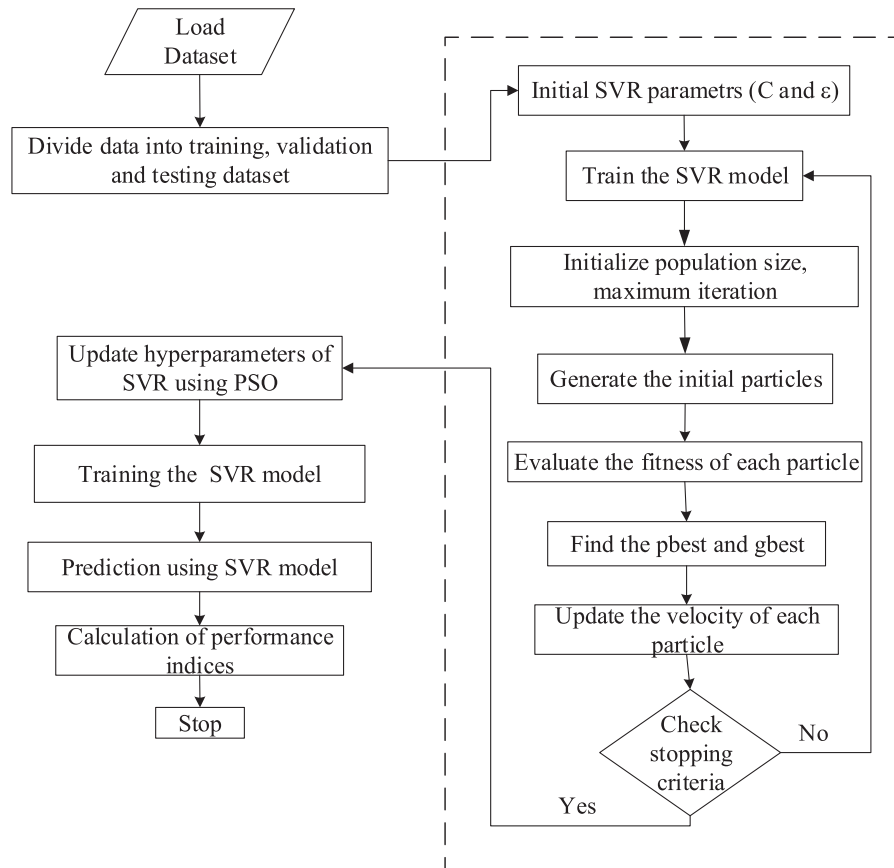 Load
Dataset
Divide data into training, validation
and testing dataset
Initial SVR parametrs (C and ε)
Train the SVR model
Initialize population size,
maximum iteration
Generate the initial particles
Evaluate the fitness of each particle
Find the pbest and gbest
Update the velocity of each
particle
Check
stopping
criteria
No
Yes
Update hyperparameters of
SVR using PSO
Training the SVR model
Prediction using SVR model
Calculation of performance
indices
Stop